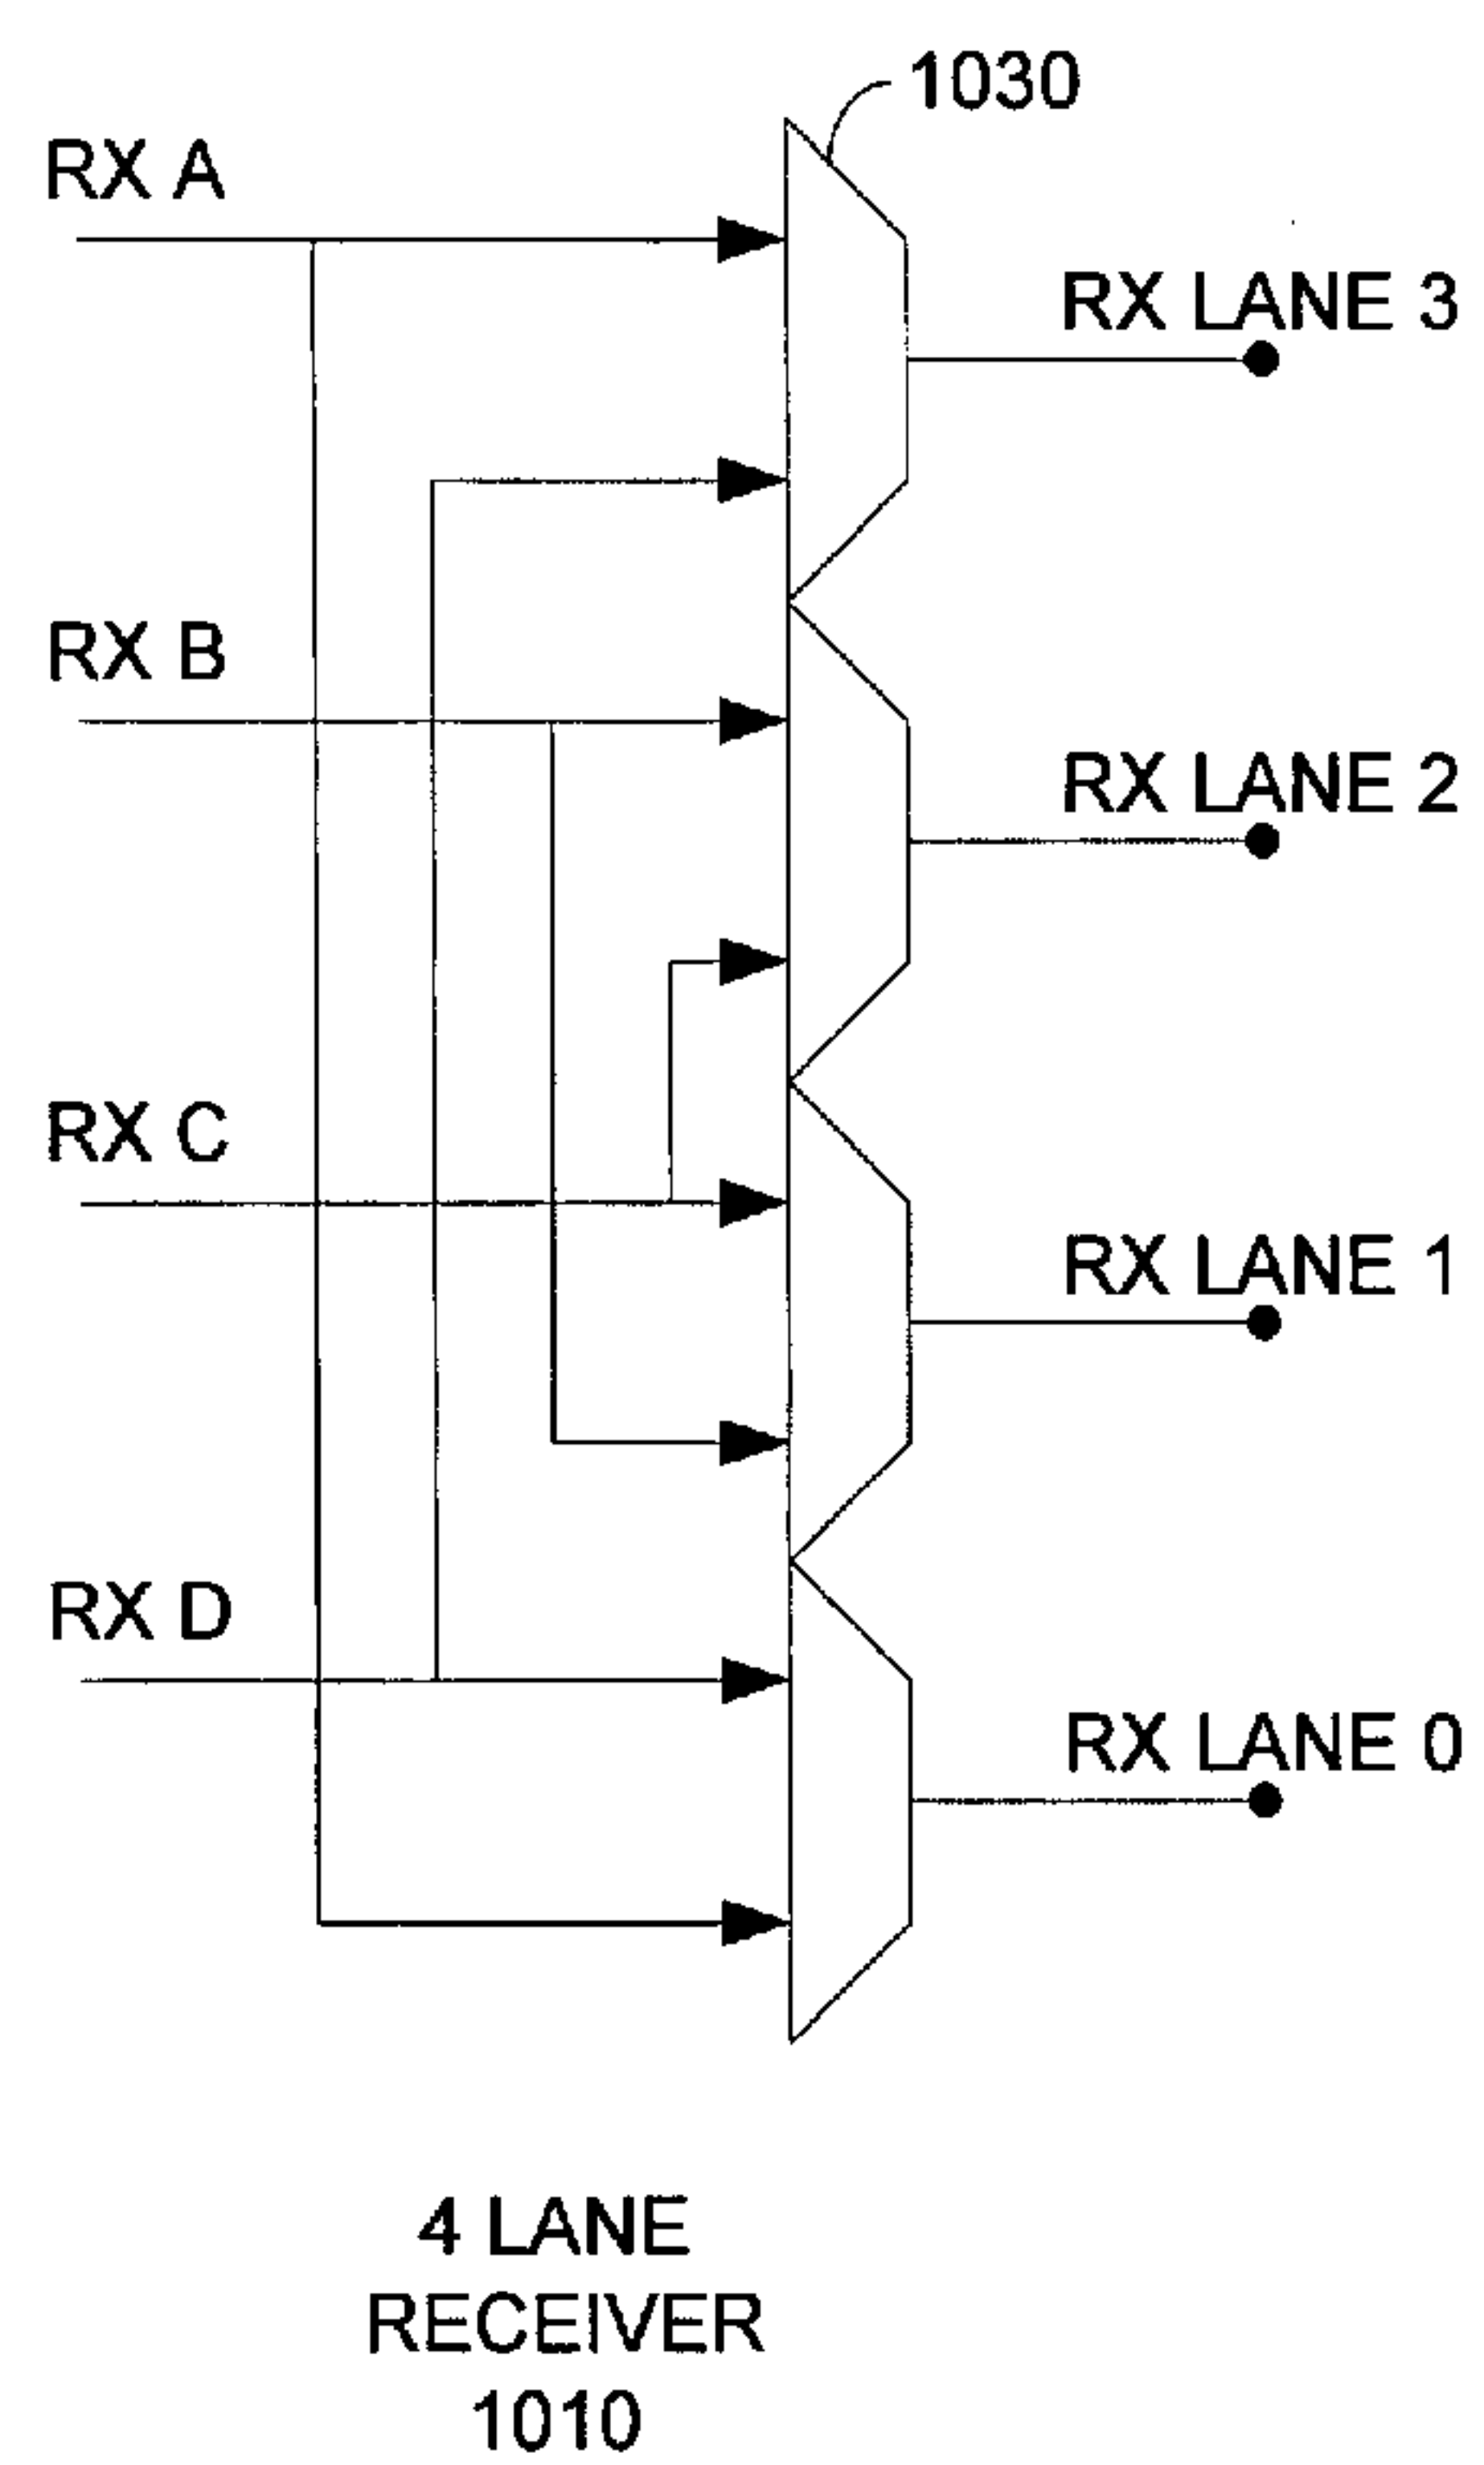 1030
RX A
RX LANE 3
RX B
RX LANE 2
RX C
RX LANE 1
RX D
RX LANE 0
4 LANE
RECEIVER
1010